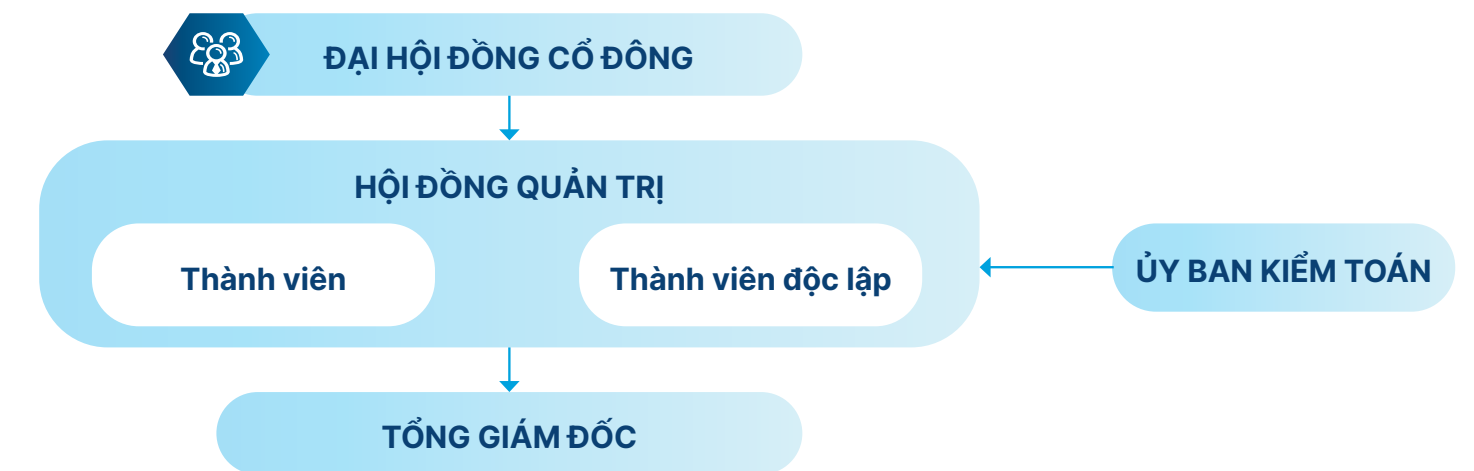 ĐẠI HỘI ĐỒNG CỔ ĐÔNG
HỘI ĐỒNG QUẢN TRỊ
Thành viên
Thành viên độc lập
ỦY BAN KIỂM TOÁN
TỔNG GIÁM ĐỐC